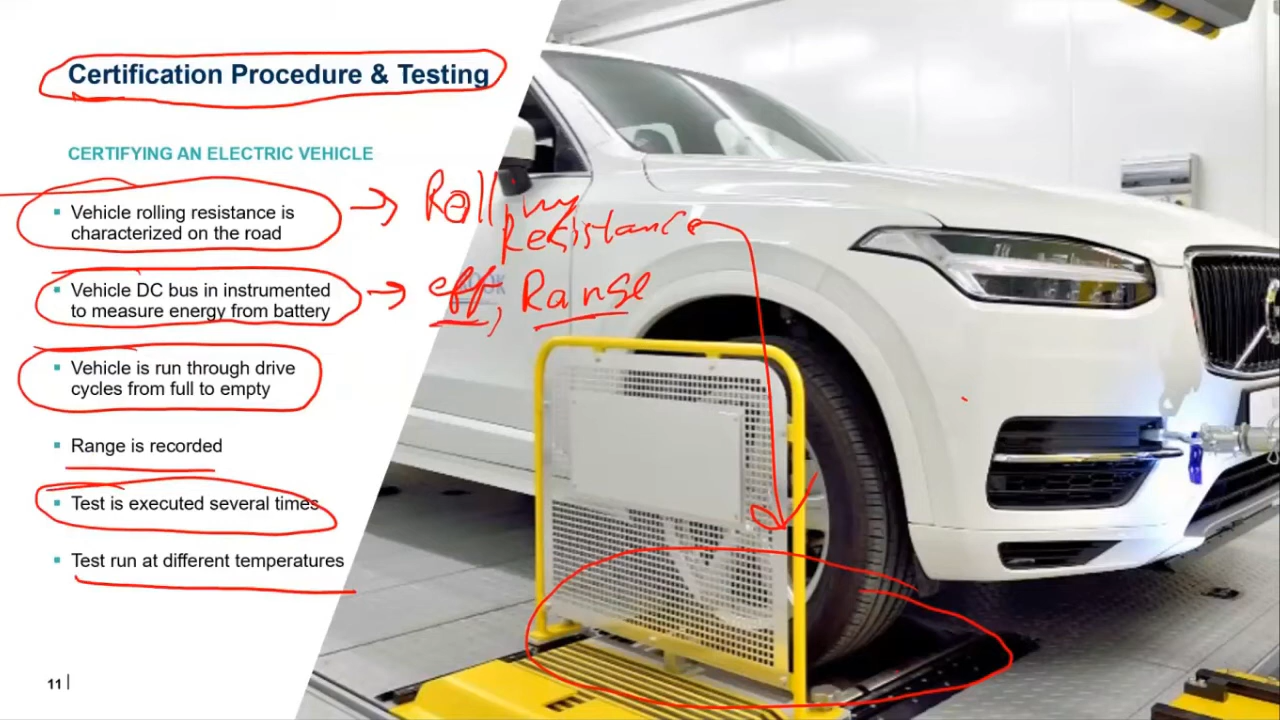 Certification Procedure & Testing
CERTIFYING AN ELECTRIC VEHICLE
▪ Vehicle rolling resistance is
characterized on the road
→ Rolling
Resistance
▪ Vehicle DC bus in instrumented
to measure energy from battery
→ eff, Range
▪ Vehicle is run through drive
cycles from full to empty
▪ Range is recorded
▪ Test is executed several times
▪ Test run at different temperatures
11 |